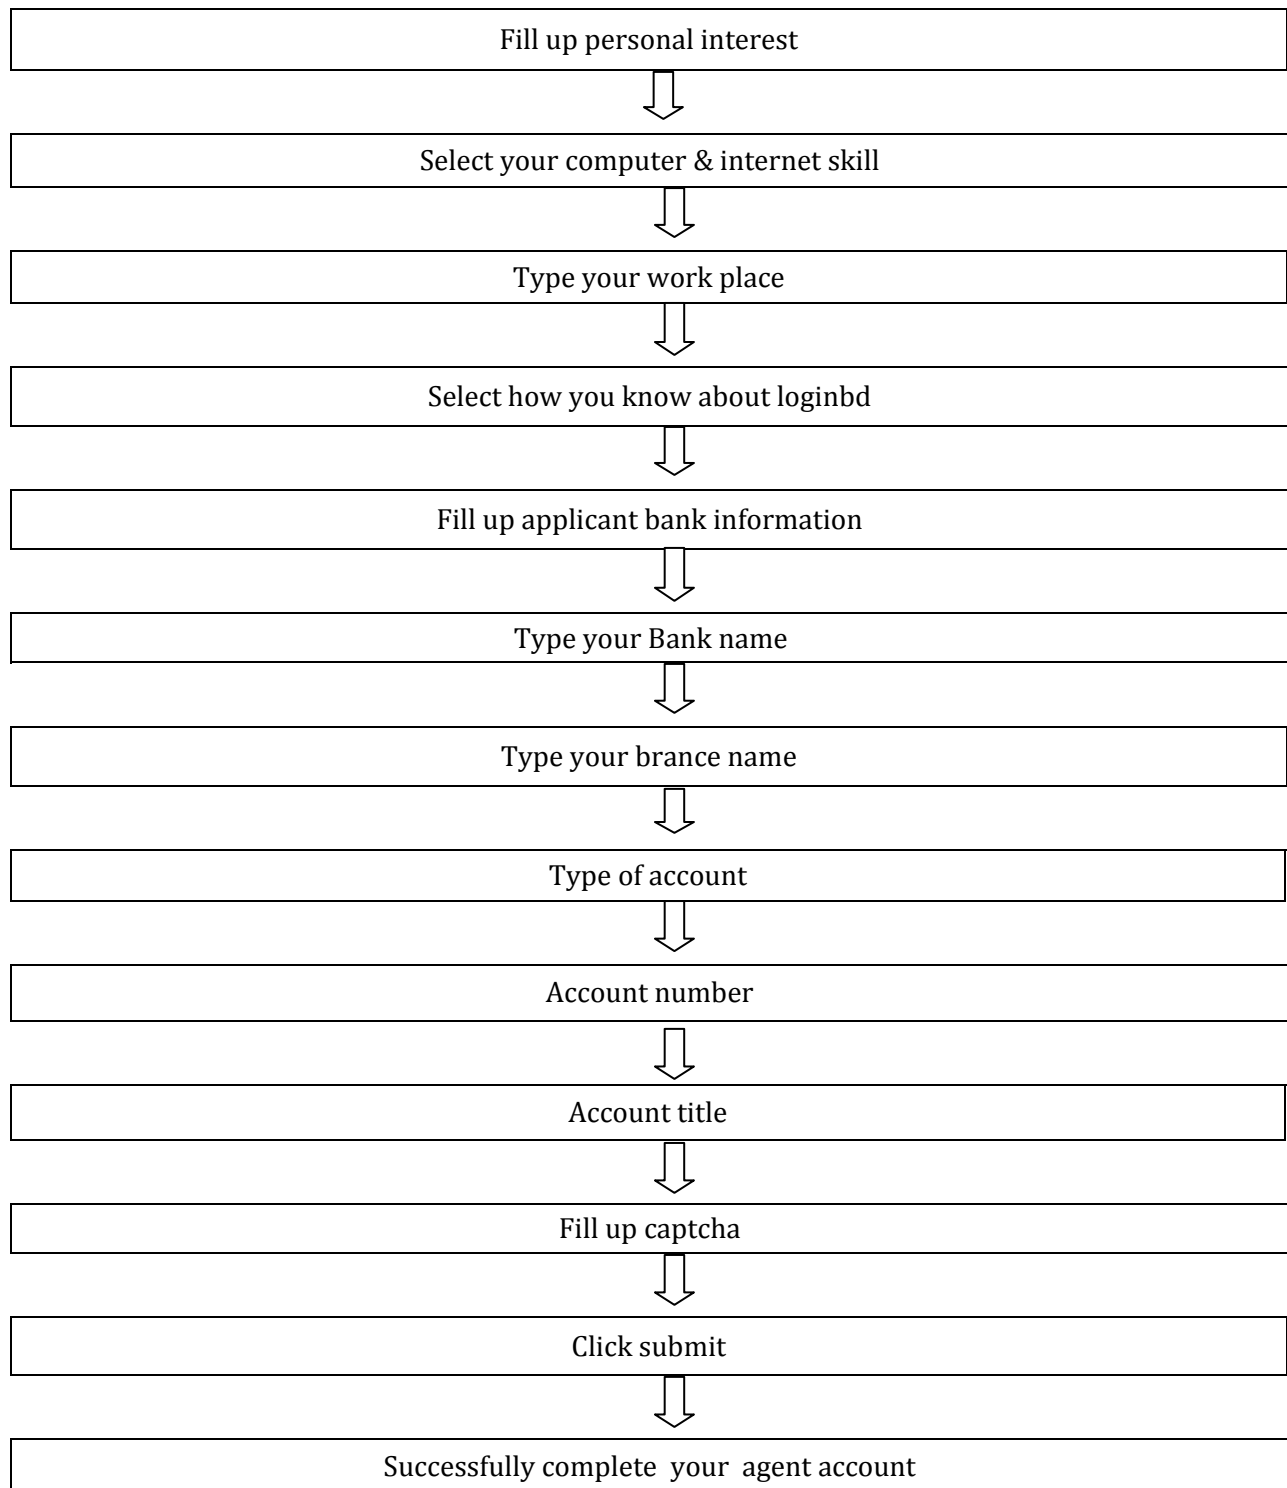 Fill up personal interest
Select your computer & internet skill
Type your work place
Select how you know about loginbd
Fill up applicant bank information
Type your Bank name
Type your brance name
Type of account
Account number
Account title
Fill up captcha
Click submit
Successfully complete  your  agent account